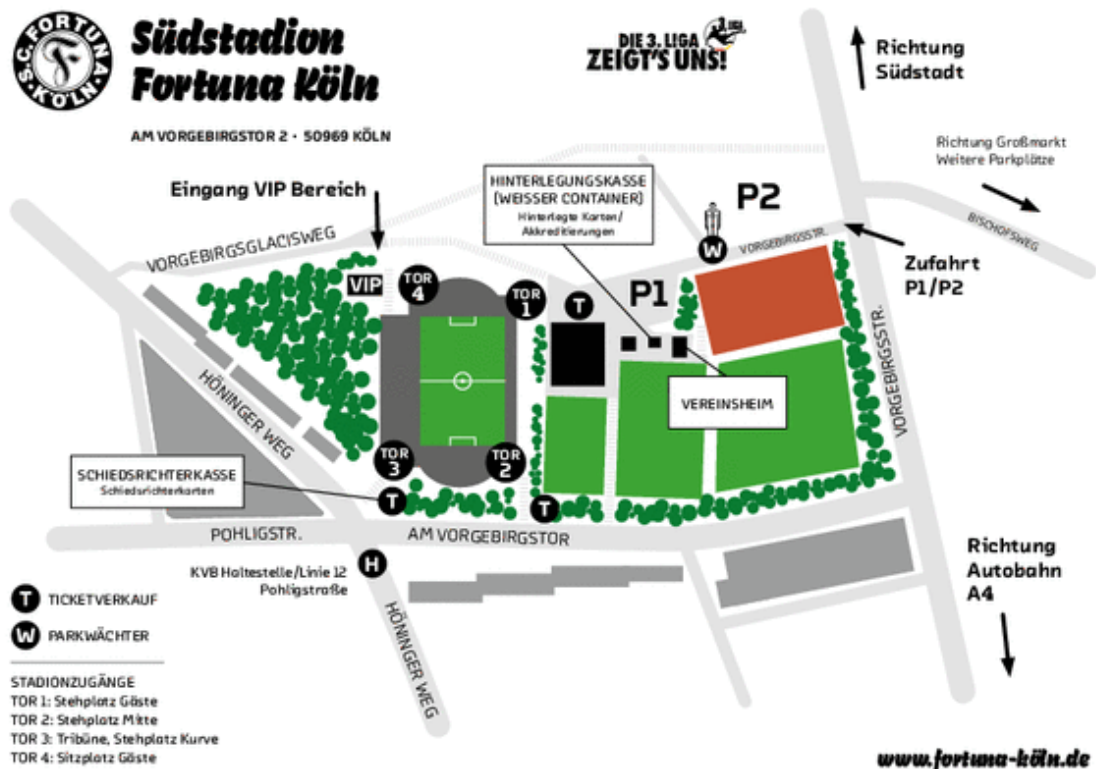 S.C. FORTUNA · KÖLN ·
F
Südstadion
Fortuna Köln
AM VORGEBIRGSTOR 2 · 50969 KÖLN
3. LIGA
DIE 3. LIGA
ZEIGT'S UNS!
Richtung
Südstadt
Richtung Großmarkt
Weitere Parkplätze
BISCHOFSWEG
Eingang VIP Bereich
HINTERLEGUNGSKASSE
(WEISSER CONTAINER)
Hinterlegte Karten/
Akkreditierungen
P2
W
VORGEBIRGSSTR.
Zufahrt
P1/P2
VORGEBIRGSGLACISWEG
VIP
TOR
4
TOR
1
T
P1
VORGEBIRGSSTR.
HÖNINGER WEG
VEREINSHEIM
TOR
3
TOR
2
SCHIEDSRICHTERKASSE
Schiedsrichterkarten
T
T
POHLIGSTR.
AM VORGEBIRGSTOR
KVB Haltestelle/Linie 12
Pohligstraße
H
HÖNINGER WEG
Richtung
Autobahn
A4
T TICKETVERKAUF
W PARKWÄCHTER
STADIONZUGÄNGE
TOR 1: Stehplatz Gäste
TOR 2: Stehplatz Mitte
TOR 3: Tribüne, Stehplatz Kurve
TOR 4: Sitzplatz Gäste
www.fortuna-köln.de